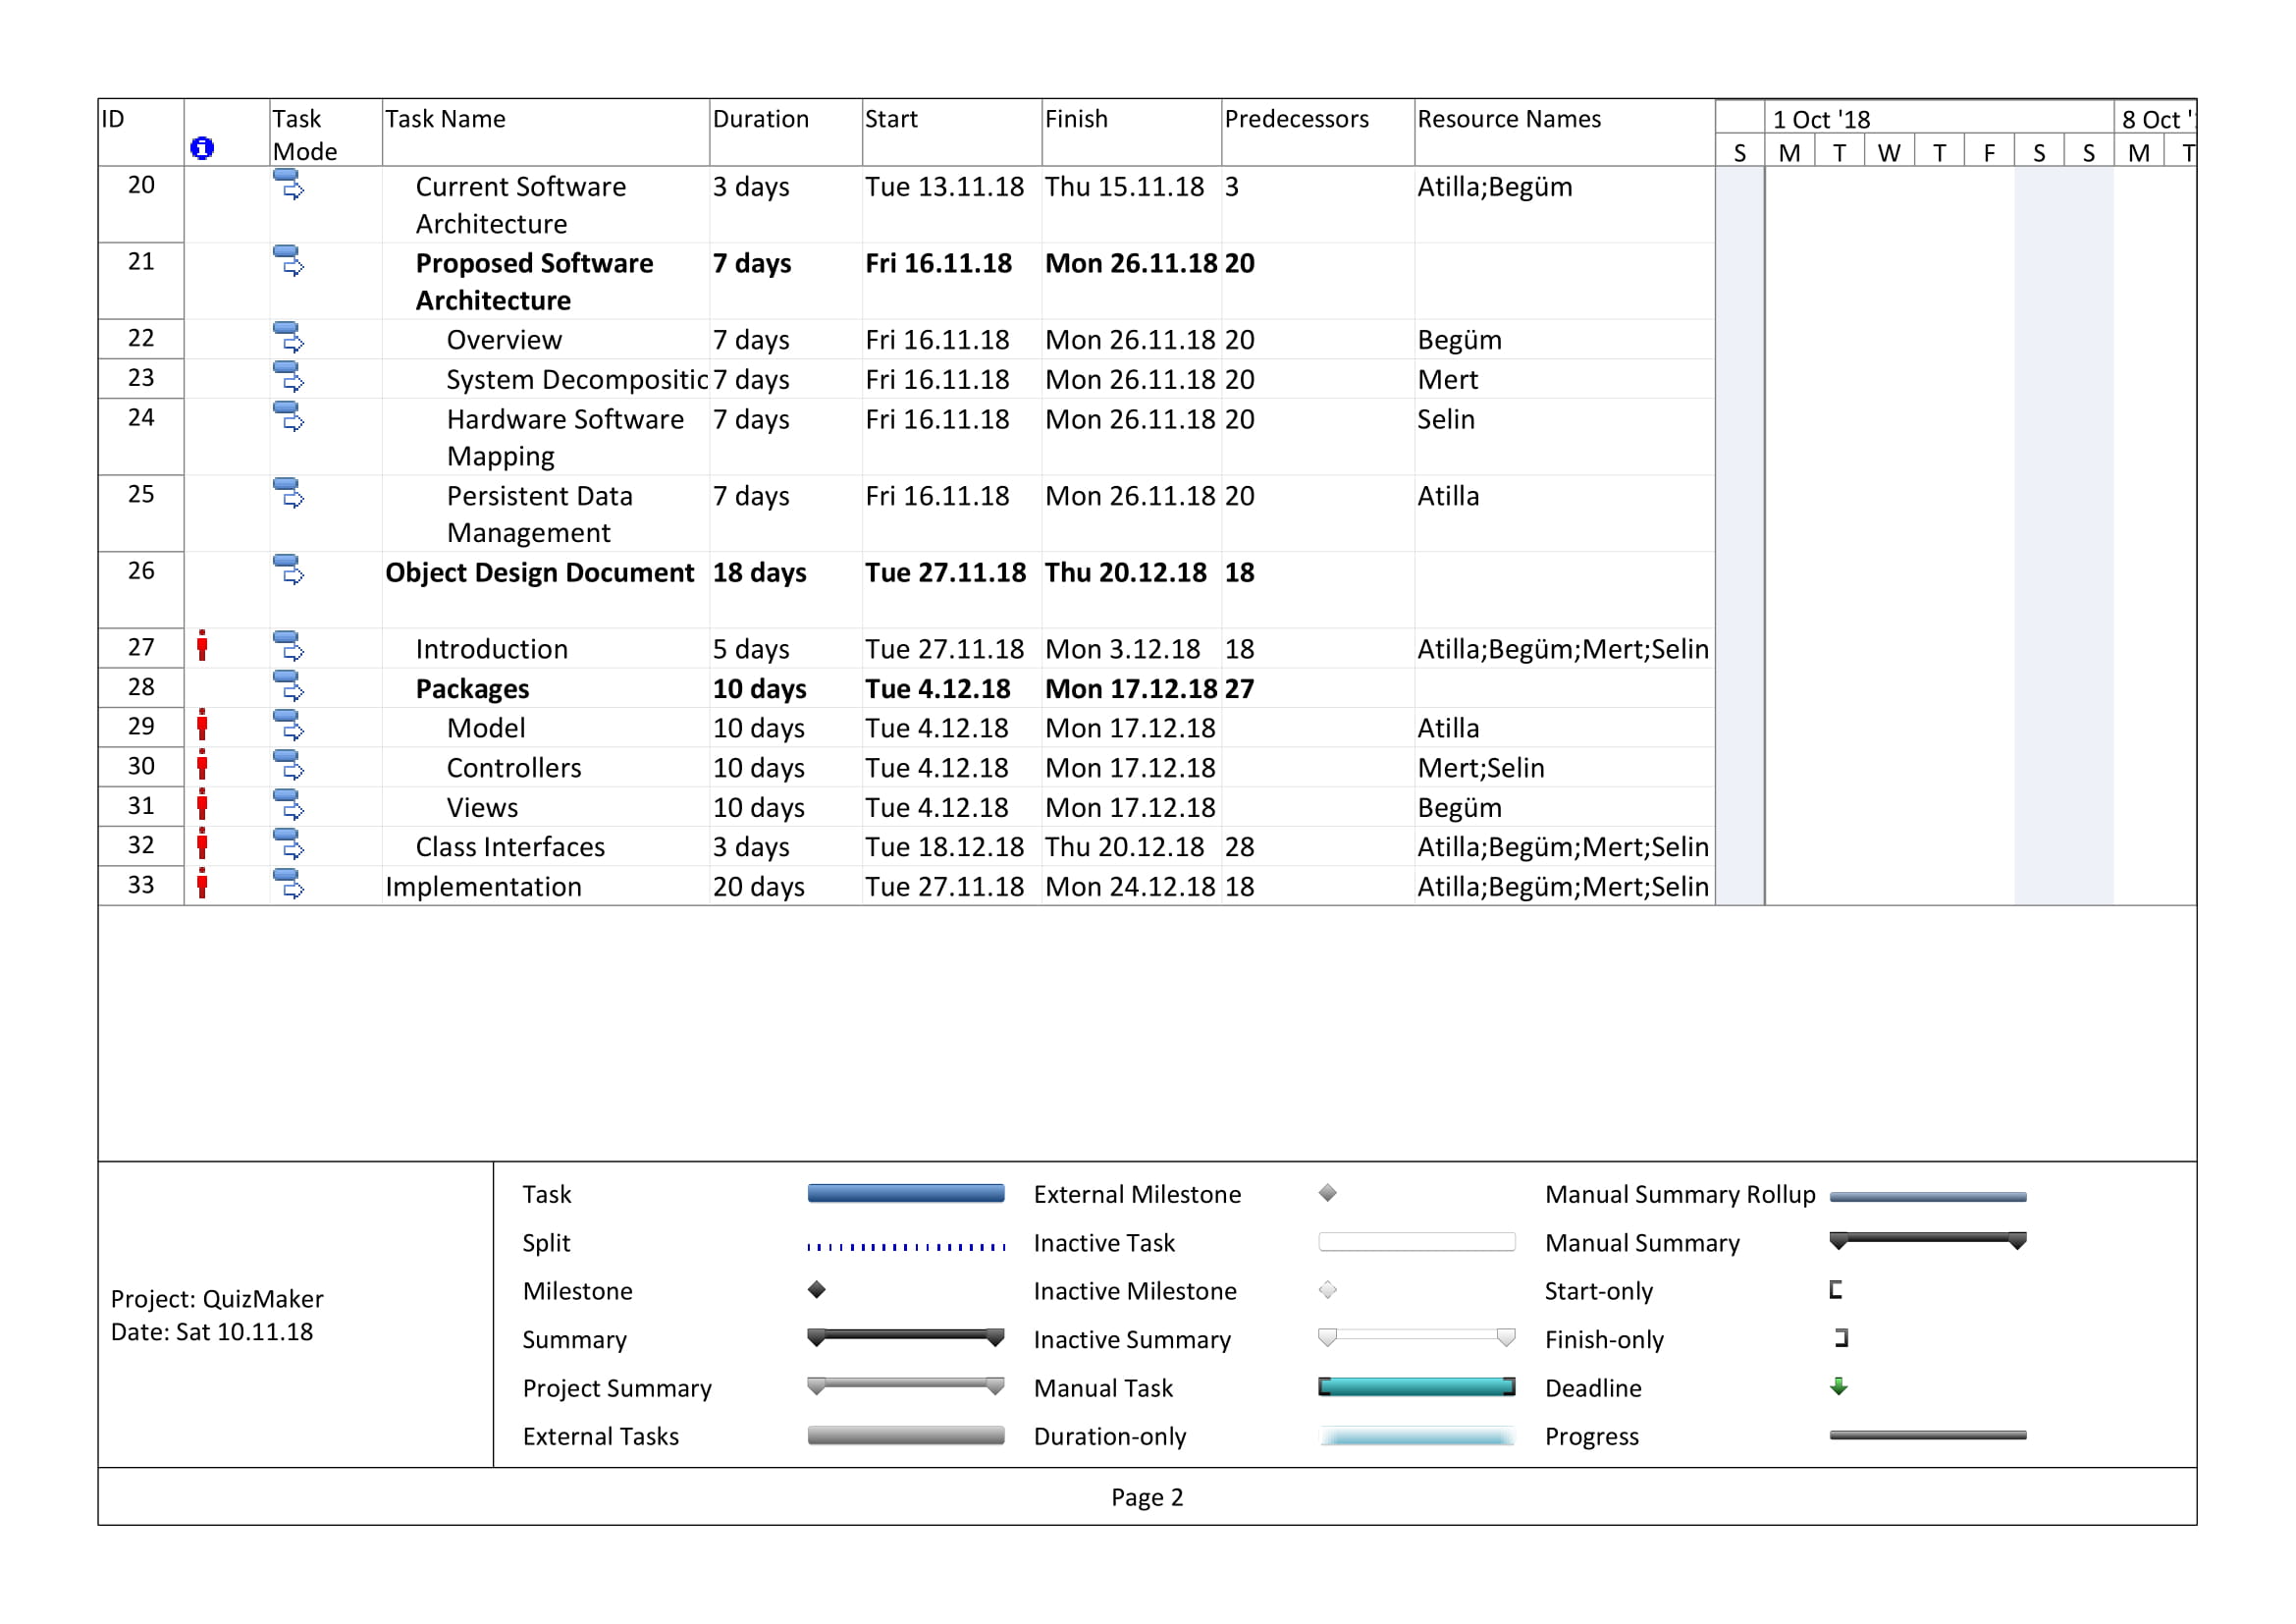 ID Task Task Name Duration Start Finish Predecessors Resource Names 1 Oct '18 8 Oct '
Mode S M T W T F S S M T
20 Current Software 3 days Tue 13.11.18 Thu 15.11.18 3 Atilla;Begüm
Architecture
21 Proposed Software 7 days Fri 16.11.18 Mon 26.11.18 20
Architecture
22 Overview 7 days Fri 16.11.18 Mon 26.11.18 20 Begüm
23 System Decompositic 7 days Fri 16.11.18 Mon 26.11.18 20 Mert
24 Hardware Software 7 days Fri 16.11.18 Mon 26.11.18 20 Selin
Mapping
25 Persistent Data 7 days Fri 16.11.18 Mon 26.11.18 20 Atilla
Management
26 Object Design Document 18 days Tue 27.11.18 Thu 20.12.18 18
27 Introduction 5 days Tue 27.11.18 Mon 3.12.18 18 Atilla;Begüm;Mert;Selin
28 Packages 10 days Tue 4.12.18 Mon 17.12.18 27
29 Model 10 days Tue 4.12.18 Mon 17.12.18 Atilla
30 Controllers 10 days Tue 4.12.18 Mon 17.12.18 Mert;Selin
31 Views 10 days Tue 4.12.18 Mon 17.12.18 Begüm
32 Class Interfaces 3 days Tue 18.12.18 Thu 20.12.18 28 Atilla;Begüm;Mert;Selin
33 Implementation 20 days Tue 27.11.18 Mon 24.12.18 18 Atilla;Begüm;Mert;Selin
Project: QuizMaker
Date: Sat 10.11.18
Task External Milestone Manual Summary Rollup
Split Inactive Task Manual Summary
Milestone Inactive Milestone Start-only
Summary Inactive Summary Finish-only
Project Summary Manual Task Deadline
External Tasks Duration-only Progress
Page 2